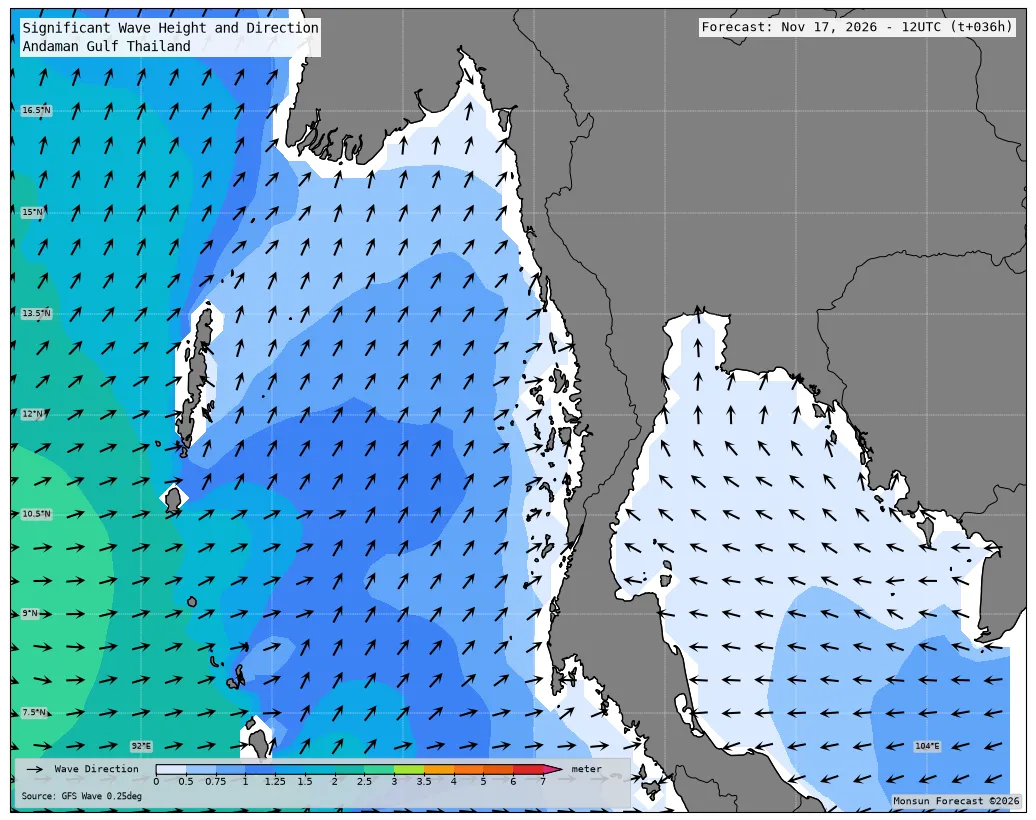 Significant Wave Height and Direction
Andaman Gulf Thailand
Forecast: Nov 17, 2026 - 12UTC (t+036h)
16.5°N
15°N
13.5°N
12°N
10.5°N
9°N
7.5°N
92°E
104°E
Wave Direction
meter
0 0.5 0.75 1 1.25 1.5 2 2.5 3 3.5 4 5 6 7
Source: GFS Wave 0.25deg
Monsun Forecast ©2026